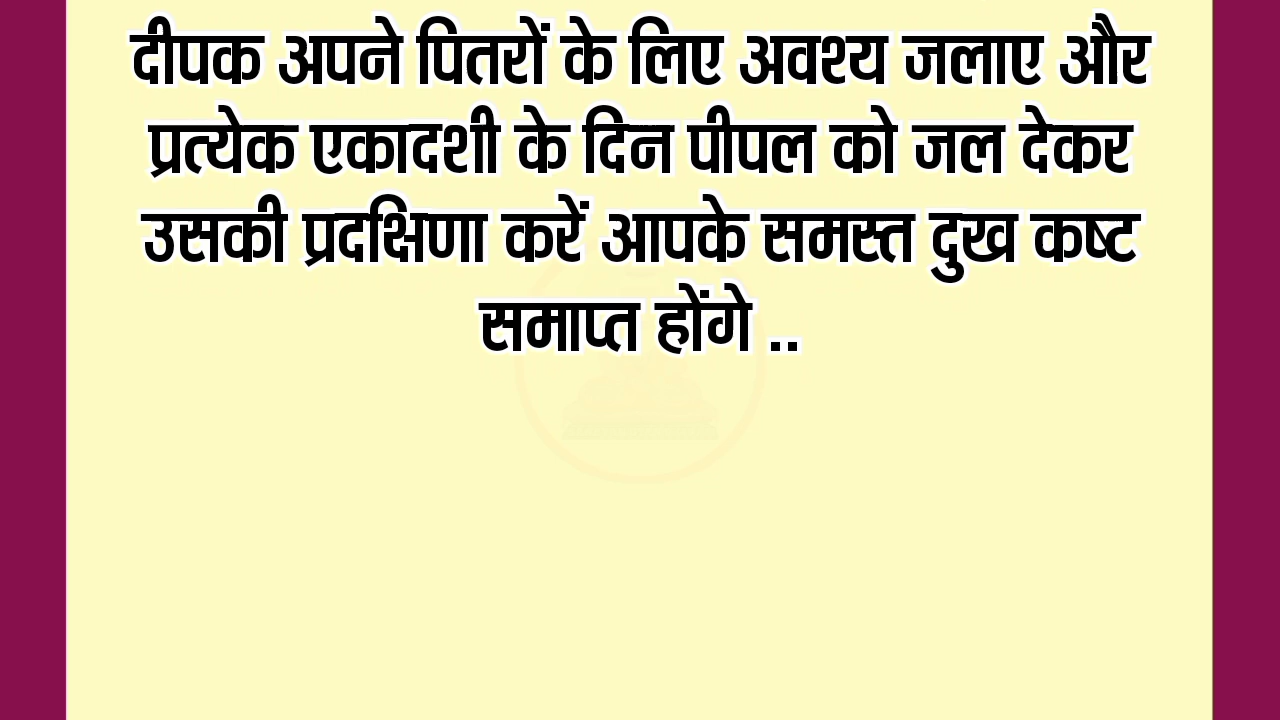 दीपक अपने पितरों के लिए अवश्य जलाए और
प्रत्येक एकादशी के दिन पीपल को जल देकर
उसकी प्रदक्षिणा करें आपके समस्त दुख कष्ट
समाप्त होंगे ..